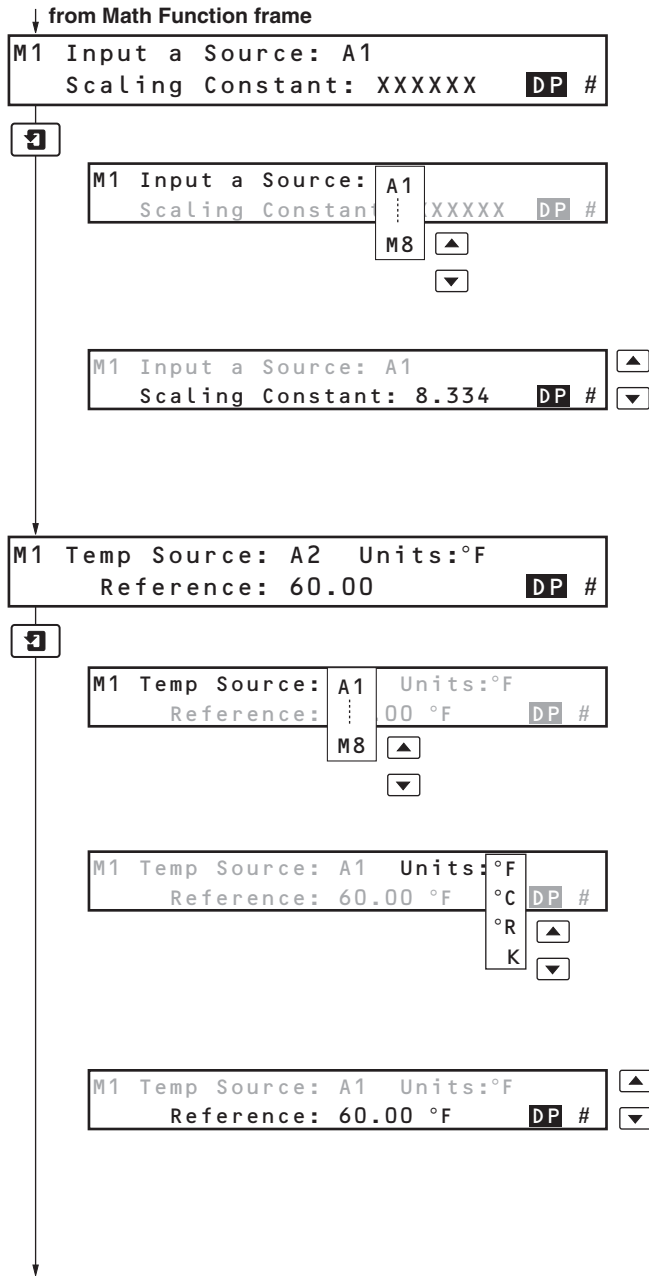 from Math Function frame
M1 Input a Source: A1
Scaling Constant: XXXXXX DP #
M1 Input a Source: A1
Scaling Constant XXXXX DP #
M8
M1 Input a Source: A1
Scaling Constant: 8.334 DP #
M1 Temp Source: A2 Units:°F
Reference: 60.00 DP #
M1 Temp Source: A1 Units:°F
Reference: .00 °F DP #
M8
M1 Temp Source: A1 Units:°F
Reference: 60.00 °F °C DP #
°R
K
M1 Temp Source: A1 Units:°F
Reference: 60.00 °F DP #